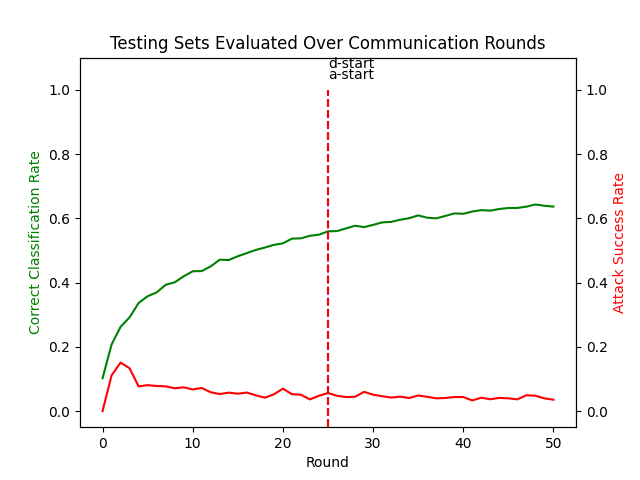 Testing Sets Evaluated Over Communication Rounds
d-start
a-start
1.0
0.8
0.6
0.4
0.2
0.0
Correct Classification Rate
1.0
0.8
0.6
0.4
0.2
0.0
Attack Success Rate
0 10 20 30 40 50
Round